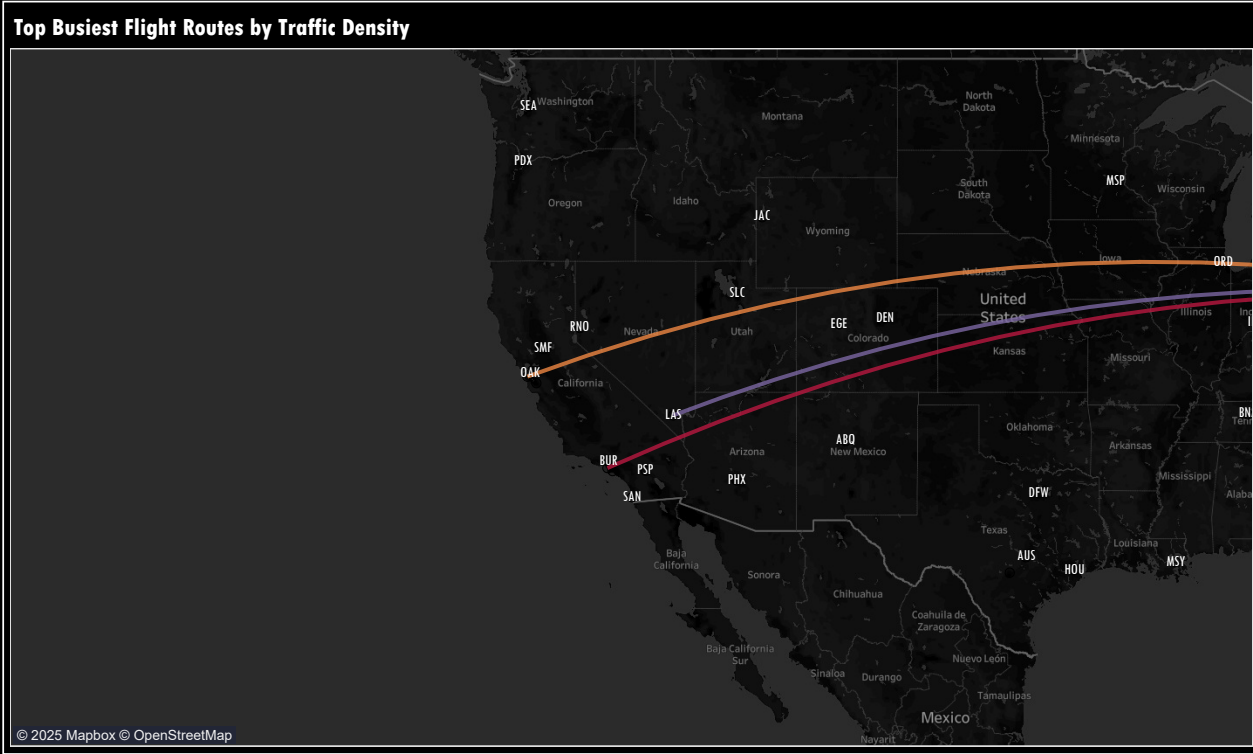 Top Busiest Flight Routes by Traffic Density
SEA
Washington
North
Dakota
Montana
Minnesota
PDX
MSP
South
Dakota
Wisconsin
Idaho
Oregon
JAC
Wyoming
Iowa
ORD
Nebraska
SLC
United
States
Illinois
Ind
RNO
Nevada
Utah
EGE
DEN
Colorado
SMF
Kansas
Missouri
OAK
California
LAS
BN
Tenn
Oklahoma
ABQ
New Mexico
Arkansas
Arizona
BUR
PSP
PHX
Mississippi
SAN
DFW
Alaba
Texas
Louisiana
Baja
California
AUS
HOU
MSY
Sonora
Chihuahua
Coahuila de
Zaragoza
Baja California
Sur
Nuevo León
Sinaloa
Durango
Tamaulipas
Mexico
© 2025 Mapbox © OpenStreetMap
Nayarit